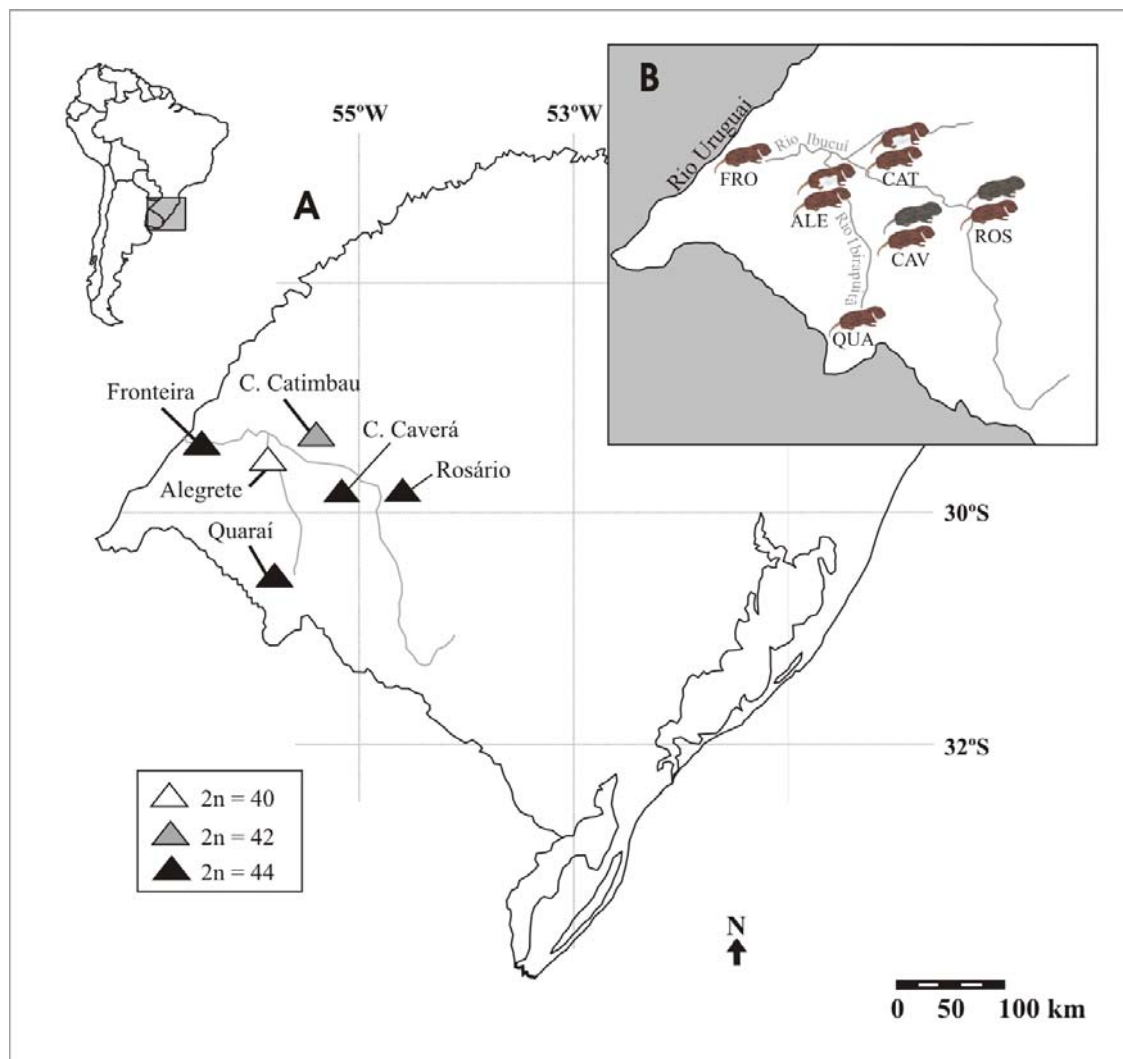 A
55ºW
53ºW
Fronteira
C. Catimbau
C. Caverá
Rosário
Alegrete
Quaraí
30ºS
32ºS
2n = 40
2n = 42
2n = 44
N
0 50 100 km
B
Rio Uruguai
Rio Ibucuí
FRO
CAT
ALE
Rio Ibirapuitã
CAV
ROS
QUA